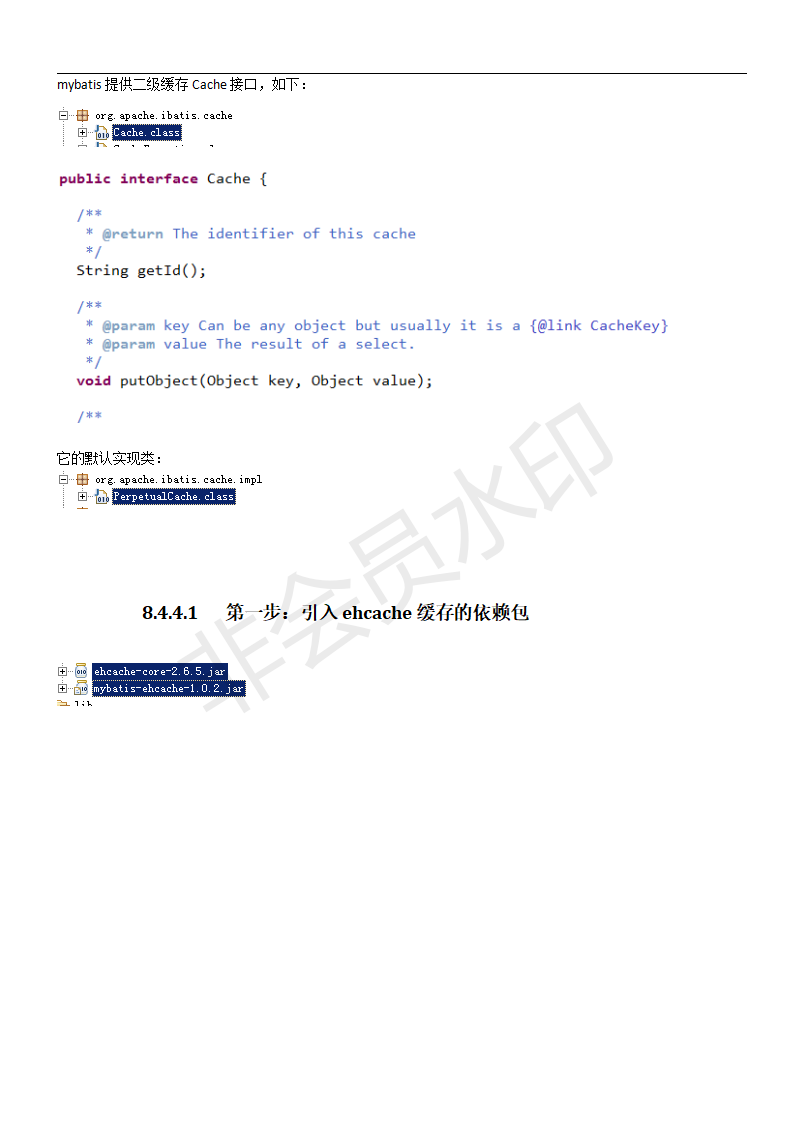 mybatis 提供二级缓存 Cache 接口，如下：
org.apache.ibatis.cache
Cache.class
public interface Cache {
/**
* @return The identifier of this cache
*/
String getId();
/**
* @param key Can be any object but usually it is a {@link CacheKey}
* @param value The result of a select.
*/
void putObject(Object key, Object value);
/**
它的默认实现类：
org.apache.ibatis.cache.impl
PerpetualCache.class
8.4.4.1 第一步：引入 ehcache 缓存的依赖包
ehcache-core-2.6.5.jar
mybatis-ehcache-1.0.2.jar
非会员水印